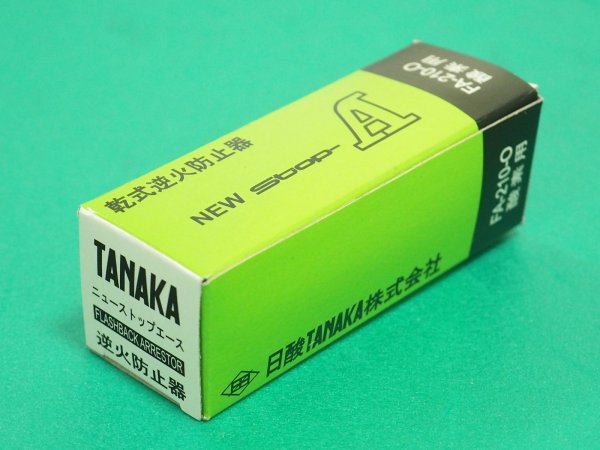 乾式逆火防止器
NEW Stop-A
FA-210-O
酸素用
TANAKA
ニューストップエース
FLASHBACK ARRESTOR
逆火防止器
田 日酸TANAKA株式会社
FA-210-O
酸素用